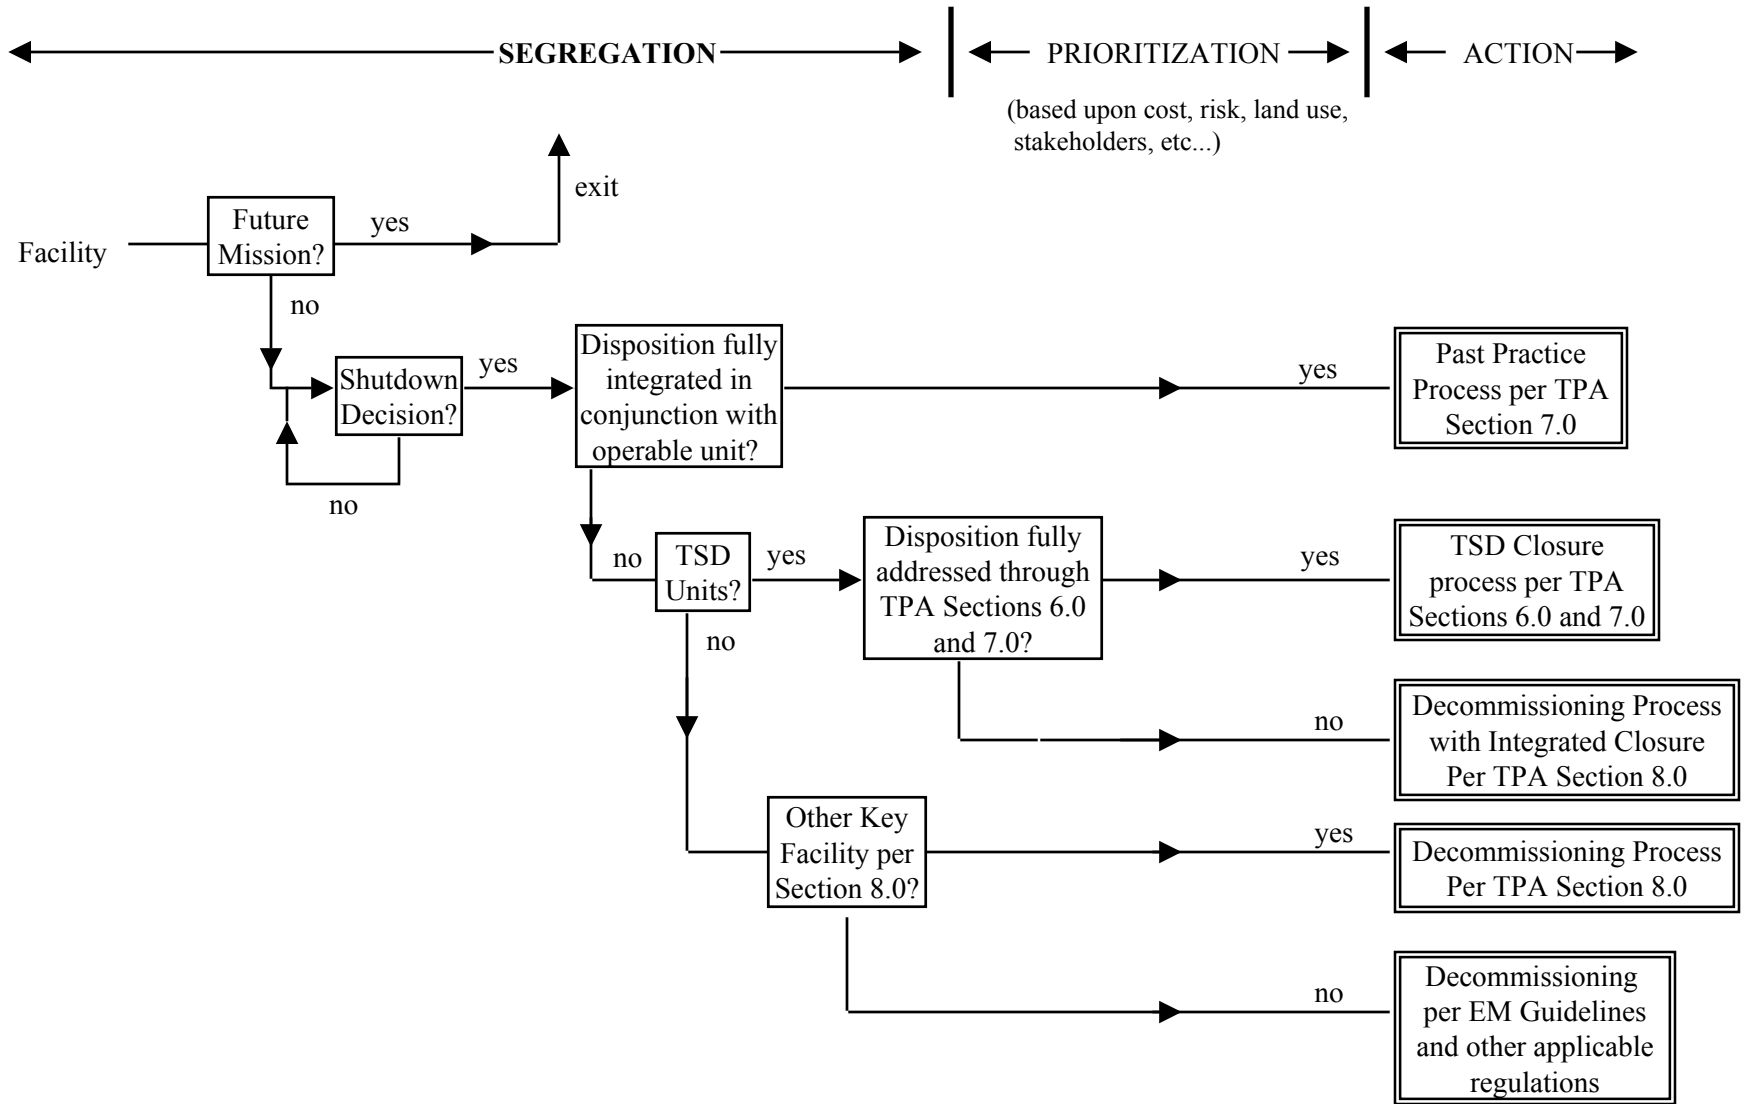 SEGREGATION
PRIORITIZATION
ACTION
(based upon cost, risk, land use,
stakeholders, etc...)
exit
Facility
Future
Mission?
yes
no
Shutdown
Decision?
yes
no
Disposition fully
integrated in
conjunction with
operable unit?
yes
Past Practice
Process per TPA
Section 7.0
no
TSD
Units?
yes
no
Disposition fully
addressed through
TPA Sections 6.0
and 7.0?
yes
TSD Closure
process per TPA
Sections 6.0 and 7.0
no
Decommissioning Process
with Integrated Closure
Per TPA Section 8.0
Other Key
Facility per
Section 8.0?
yes
Decommissioning Process
Per TPA Section 8.0
no
Decommissioning
per EM Guidelines
and other applicable
regulations